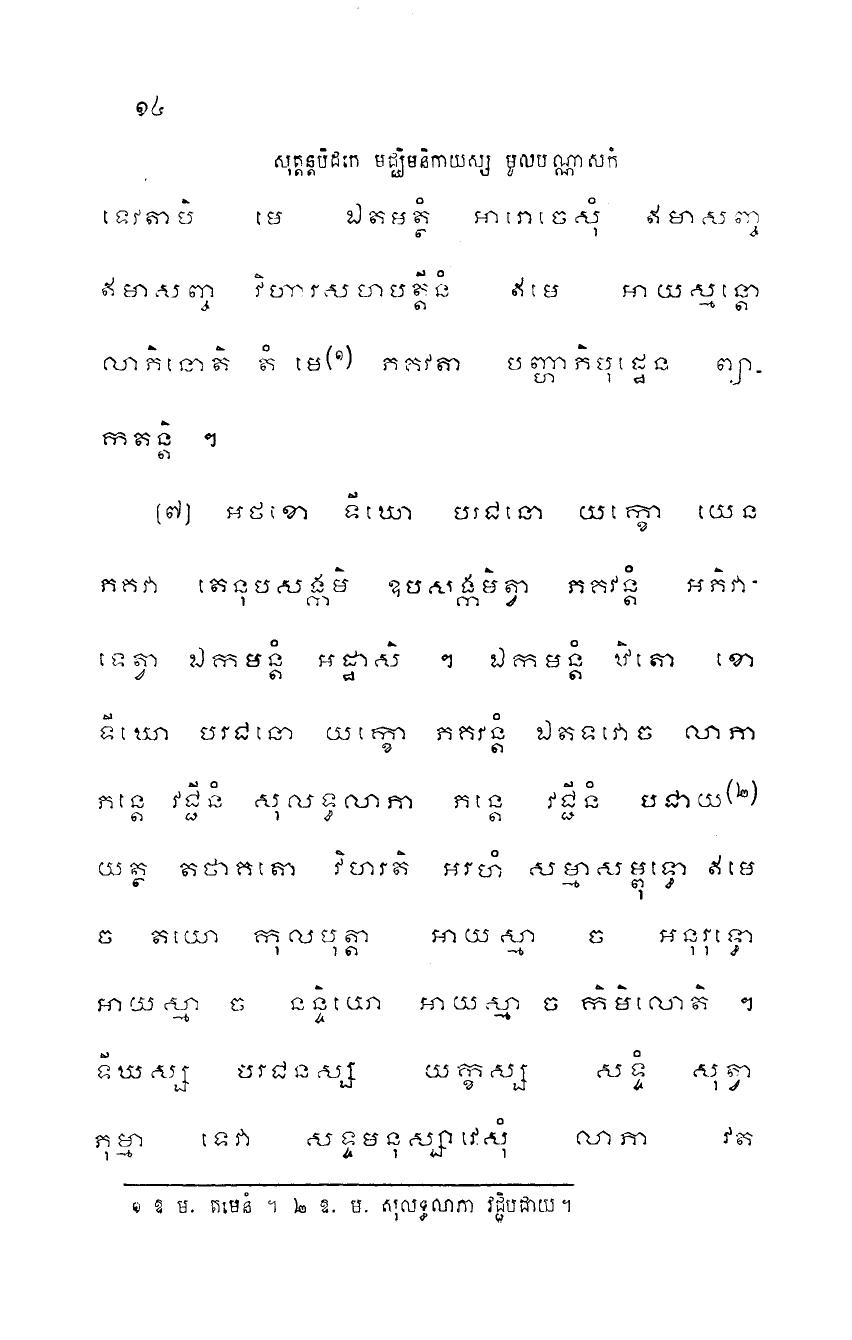 ១៤
សុត្តន្តបិដកេ មជ្ឈិមនិកាយស្ស មូលបណ្ណាសកំ
ទេវតាបិ មេ ឯតមត្ថំ អារោចេសុំ ឥមាសញ្ច
ឥមាសញ្ច វិហារសមាបត្តីនំ ឥមេ អាយស្មន្តោ
លាភិនោតិ តំ មេ(១) ភគវតា បញ្ហាភិបុដ្ឋេន ព្យា-
កតន្តិ ។
[៧] អថខោ ទីឃោ បរជនោ យក្ខោ យេន
ភគវា តេនុបសង្កមិ ឧបសង្កមិត្វា ភគវន្តំ អភិវា-
ទេត្វា ឯកមន្តំ អដ្ឋាសិ ។ ឯកមន្តំ ឋិតោ ខោ
ទីឃោ បរជនោ យក្ខោ ភគវន្តំ ឯតទវោច លាភា
ភន្តេ វជ្ជីនំ សុលទ្ធលាភា ភន្តេ វជ្ជីនំ បជាយ(២)
យត្ថ តថាគតោ វិហរតិ អរហំ សម្មាសម្ពុទ្ធោ ឥមេ
ច តយោ កុលបុត្តា អាយស្មា ច អនុរុទ្ធោ
អាយស្មា ច នន្ទិយោ អាយស្មា ច កិមិលោតិ ។
ទីឃស្ស បរជនស្ស យក្ខស្ស សទ្ទំ សុត្វា
ភុម្មា ទេវា សទ្ទមនុស្សាវេសុំ លាភា វត
១ ឱ ម. តមេនំ ។ ២ ឱ. ម. សុលទ្ធលាភា វជ្ជិបជាយ ។